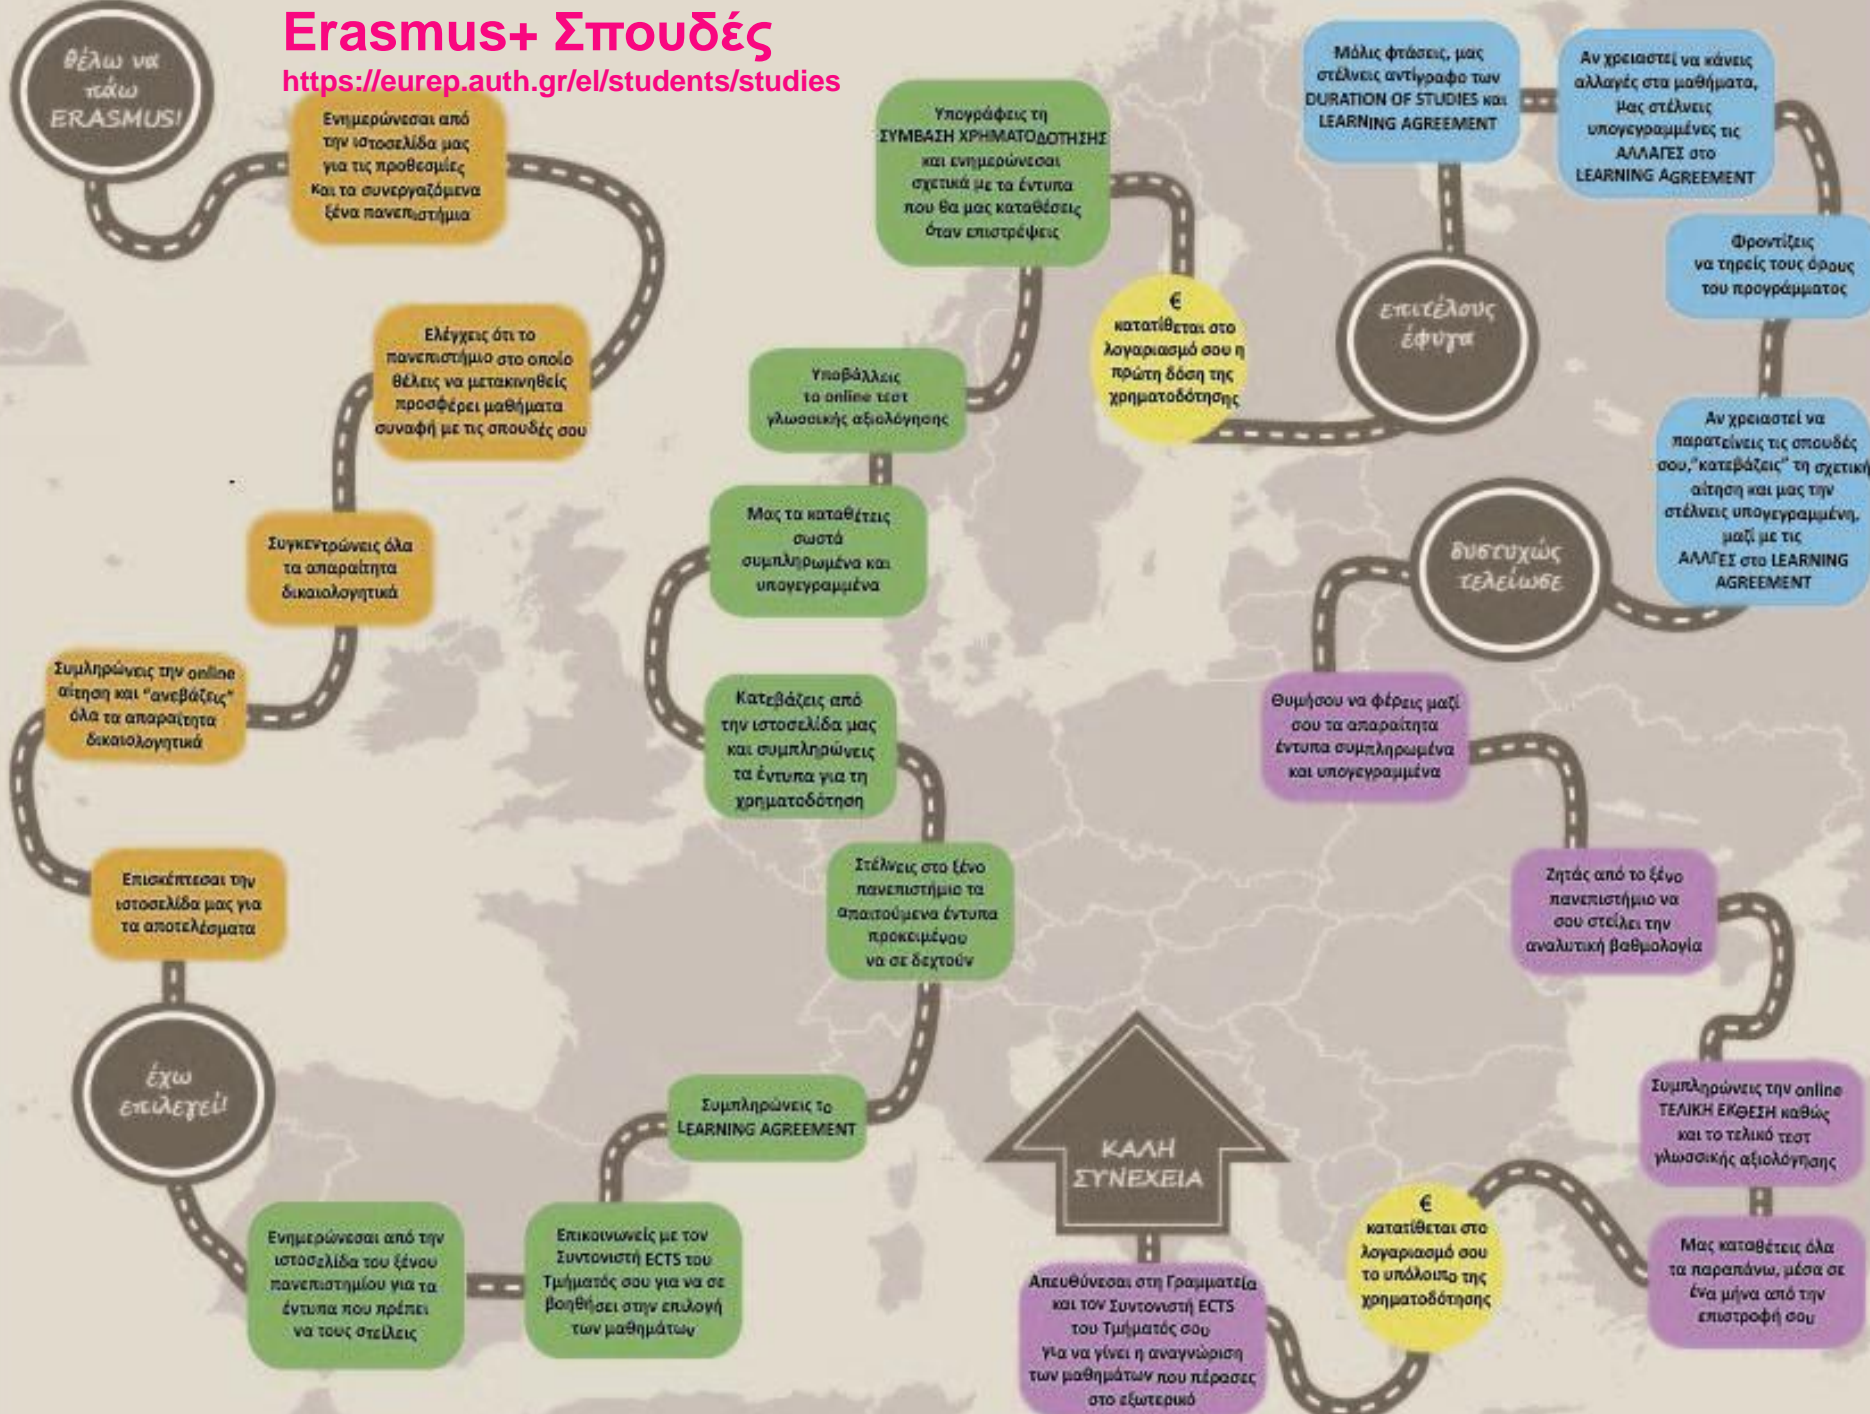 Erasmus+ Σπουδές
https://eurep.auth.gr/el/students/studies
θέλω να
πάω
ERASMUS!
Ενημερώνεσαι από
την ιστοσελίδα μας
για τις προθεσμίες
και τα συνεργαζόμενα
ξένα πανεπιστήμια
Ελέγχεις ότι το
πανεπιστήμιο στο οποίο
θέλεις να μετακινηθείς
προσφέρει μαθήματα
συναφή με τις σπουδές σου
Συγκεντρώνεις όλα
τα απαραίτητα
δικαιολογητικά
Συμληρώνεις την online
αίτηση και "ανεβάζεις"
όλα τα απαραίτητα
δικαιολογητικά
Επισκέπτεσαι την
ιστοσελίδα μας για
τα αποτελέσματα
έχω
επιλεγεί!
Ενημερώνεσαι από την
ιστοσελίδα του ξένου
πανεπιστημίου για τα
έντυπα που πρέπει
να τους στείλεις
Επικοινωνείς με τον
Συντονιστή ECTS του
Τμήματός σου για να σε
βοηθήσει στην επιλογή
των μαθημάτων
Συμπληρώνεις το
LEARNING AGREEMENT
Στέλνεις στο ξένο
πανεπιστήμιο τα
απαιτούμενα έντυπα
προκειμένου
να σε δεχτούν
Κατεβάζεις από
την ιστοσελίδα μας
και συμπληρώνεις
τα έντυπα για τη
χρηματοδότηση
Μας τα καταθέτεις
σωστά
συμπληρωμένα και
υπογεγραμμένα
Υποβάλλεις
το online τεστ
γλωσσικής αξιολόγησης
Υπογράφεις τη
ΣΥΜΒΑΣΗ ΧΡΗΜΑΤΟΔΟΤΗΣΗΣ
και ενημερώνεσαι
σχετικά με τα έντυπα
που θα μας καταθέσεις
όταν επιστρέψεις
€
κατατίθεται στο
λογαριασμό σου η
πρώτη δόση της
χρηματοδότησης
επιτέλους
έφυγα
Μόλις φτάσεις, μας
στέλνεις αντίγραφο των
DURATION OF STUDIES και
LEARNING AGREEMENT
Αν χρειαστεί να κάνεις
αλλαγές στα μαθήματα,
μας στέλνεις
υπογεγραμμένες τις
ΑΛΛΑΓΕΣ στο
LEARNING AGREEMENT
Φροντίζεις
να τηρείς τους όρους
του προγράμματος
Αν χρειαστεί να
παρατείνεις τις σπουδές
σου,"κατεβάζεις" τη σχετική
αίτηση και μας την
στέλνεις υπογεγραμμένη,
μαζί με τις
ΑΛΛΓΕΣ στο LEARNING
AGREEMENT
δυστυχώς
τελείωσε
Θυμήσου να φέρεις μαζί
σου τα απαραίτητα
έντυπα συμπληρωμένα
και υπογεγραμμένα
Ζητάς από το ξένο
πανεπιστήμιο να
σου στείλει την
αναλυτική βαθμολογία
Συμπληρώνεις την online
ΤΕΛΙΚΗ ΕΚΘΕΣΗ καθώς
και το τελικό τεστ
γλωσσικής αξιολόγησης
Μας καταθέτεις όλα
τα παραπάνω, μέσα σε
ένα μήνα από την
επιστροφή σου
€
κατατίθεται στο
λογαριασμό σου
το υπόλοιπο της
χρηματοδότησης
Απευθύνεσαι στη Γραμματεία
και τον Συντονιστή ECTS
του Τμήματός σου
για να γίνει η αναγνώριση
των μαθημάτων που πέρασες
στο εξωτερικό
ΚΑΛΗ
ΣΥΝΕΧΕΙΑ